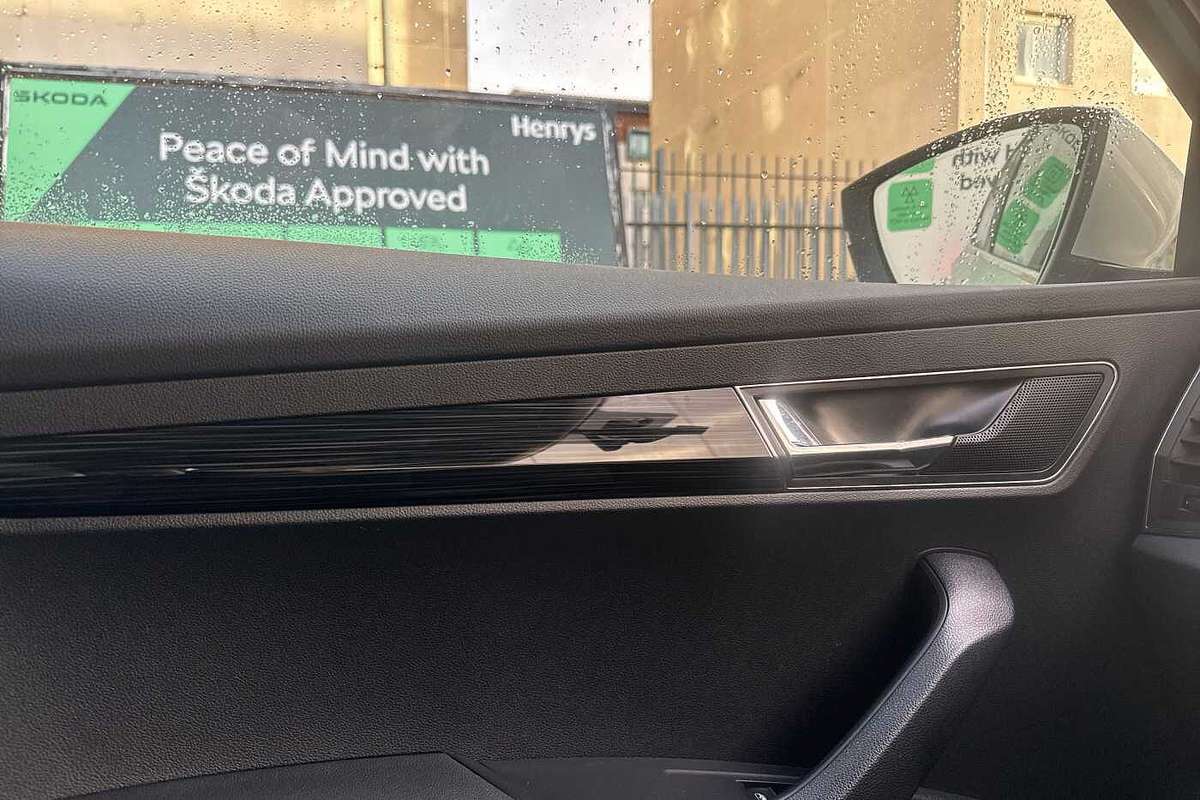 ŠKODA
Henrys
Peace of Mind with
Škoda Approved